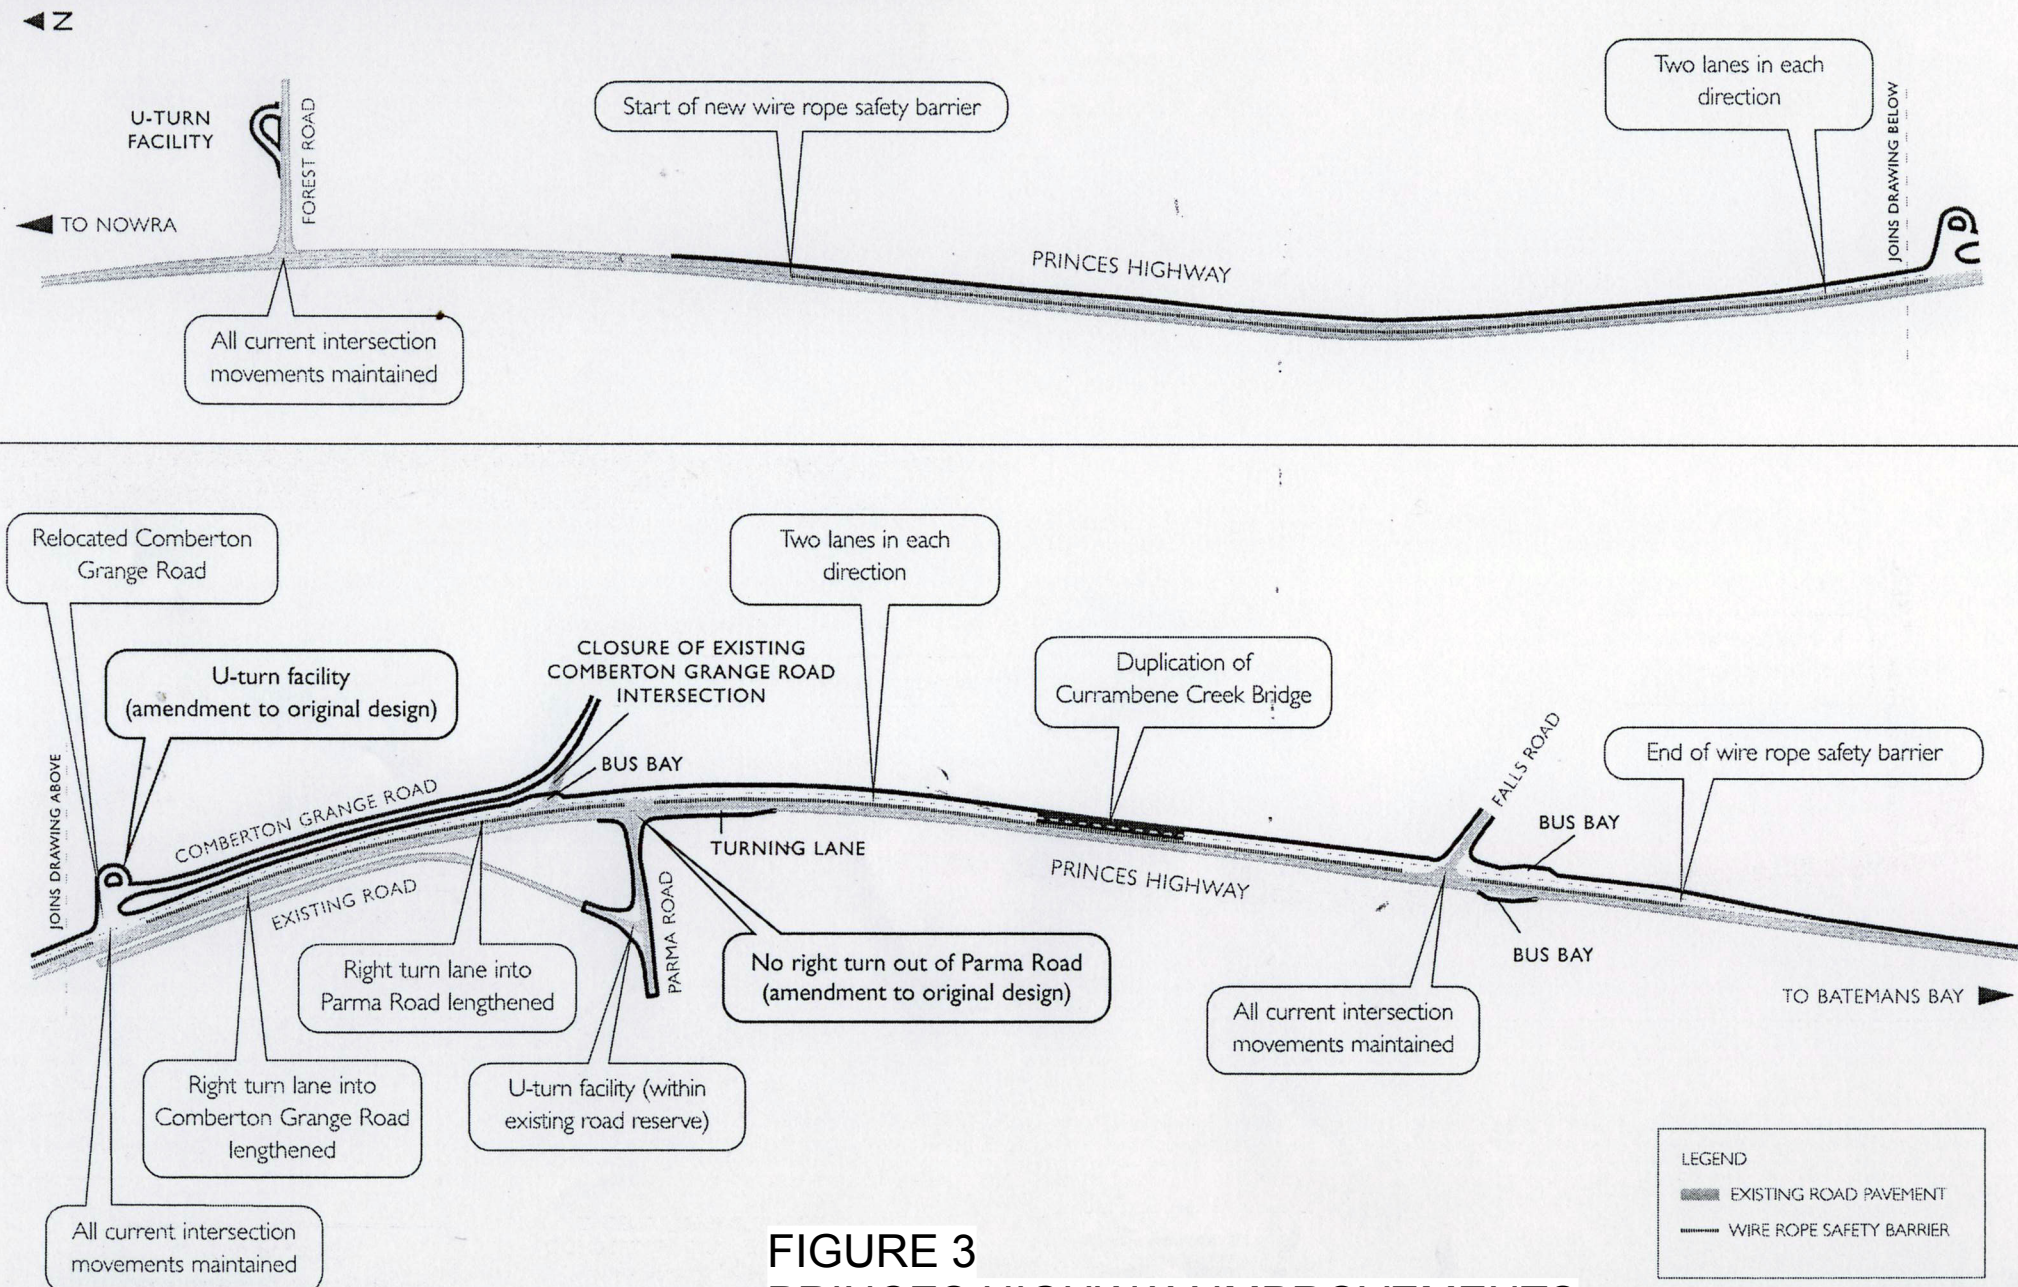 N
U-TURN
FACILITY
FOREST ROAD
TO NOWRA
Start of new wire rope safety barrier
Two lanes in each
direction
JOINS DRAWING BELOW
PRINCES HIGHWAY
All current intersection
movements maintained
Relocated Comberton
Grange Road
U-turn facility
(amendment to original design)
CLOSURE OF EXISTING
COMBERTON GRANGE ROAD
INTERSECTION
Two lanes in each
direction
Duplication of
Currambene Creek Bridge
FALLS ROAD
End of wire rope safety barrier
JOINS DRAWING ABOVE
COMBERTON GRANGE ROAD
BUS BAY
TURNING LANE
BUS BAY
EXISTING ROAD
PARMA ROAD
PRINCES HIGHWAY
BUS BAY
Right turn lane into
Parma Road lengthened
No right turn out of Parma Road
(amendment to original design)
TO BATEMANS BAY
All current intersection
movements maintained
Right turn lane into
Comberton Grange Road
lengthened
U-turn facility (within
existing road reserve)
All current intersection
movements maintained
LEGEND
EXISTING ROAD PAVEMENT
WIRE ROPE SAFETY BARRIER
FIGURE 3
PRINCES HIGHWAY IMPROVEMENTS